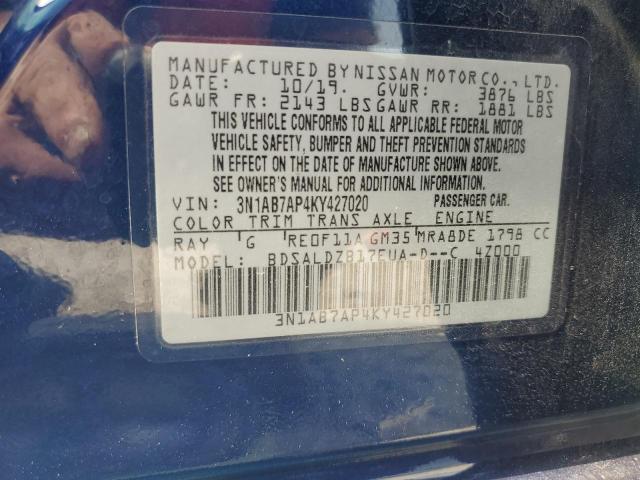 MANUFACTURED BY NISSAN MOTOR CO., LTD.
DATE: 10/19. GVWR: 3876 LBS
GAWR FR: 2143 LBS GAWR RR: 1881 LBS
THIS VEHICLE CONFORMS TO ALL APPLICABLE FEDERAL MOTOR
VEHICLE SAFETY, BUMPER AND THEFT PREVENTION STANDARDS
IN EFFECT ON THE DATE OF MANUFACTURE SHOWN ABOVE.
SEE OWNER'S MANUAL FOR ADDITIONAL INFORMATION.
VIN: 3N1AB7AP4KY427020 PASSENGER CAR.
COLOR TRIM TRANS AXLE ENGINE
RAY G RE0F11A GM35 MRA8DE 1798 CC
MODEL: BDSALDZB17EUA-D--C 4Z000
3N1AB7AP4KY427020